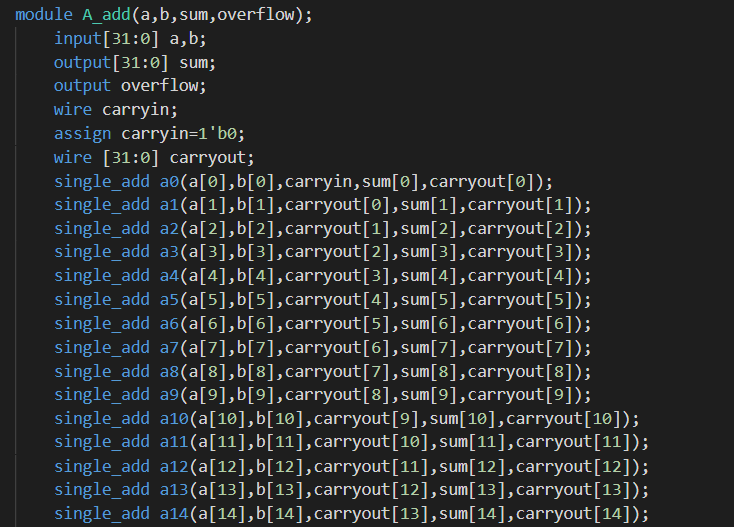 module A_add(a,b,sum,overflow);
input[31:0] a,b;
output[31:0] sum;
output overflow;
wire carryin;
assign carryin=1'b0;
wire [31:0] carryout;
single_add a0(a[0],b[0],carryin,sum[0],carryout[0]);
single_add a1(a[1],b[1],carryout[0],sum[1],carryout[1]);
single_add a2(a[2],b[2],carryout[1],sum[2],carryout[2]);
single_add a3(a[3],b[3],carryout[2],sum[3],carryout[3]);
single_add a4(a[4],b[4],carryout[3],sum[4],carryout[4]);
single_add a5(a[5],b[5],carryout[4],sum[5],carryout[5]);
single_add a6(a[6],b[6],carryout[5],sum[6],carryout[6]);
single_add a7(a[7],b[7],carryout[6],sum[7],carryout[7]);
single_add a8(a[8],b[8],carryout[7],sum[8],carryout[8]);
single_add a9(a[9],b[9],carryout[8],sum[9],carryout[9]);
single_add a10(a[10],b[10],carryout[9],sum[10],carryout[10]);
single_add a11(a[11],b[11],carryout[10],sum[11],carryout[11]);
single_add a12(a[12],b[12],carryout[11],sum[12],carryout[12]);
single_add a13(a[13],b[13],carryout[12],sum[13],carryout[13]);
single_add a14(a[14],b[14],carryout[13],sum[14],carryout[14]);